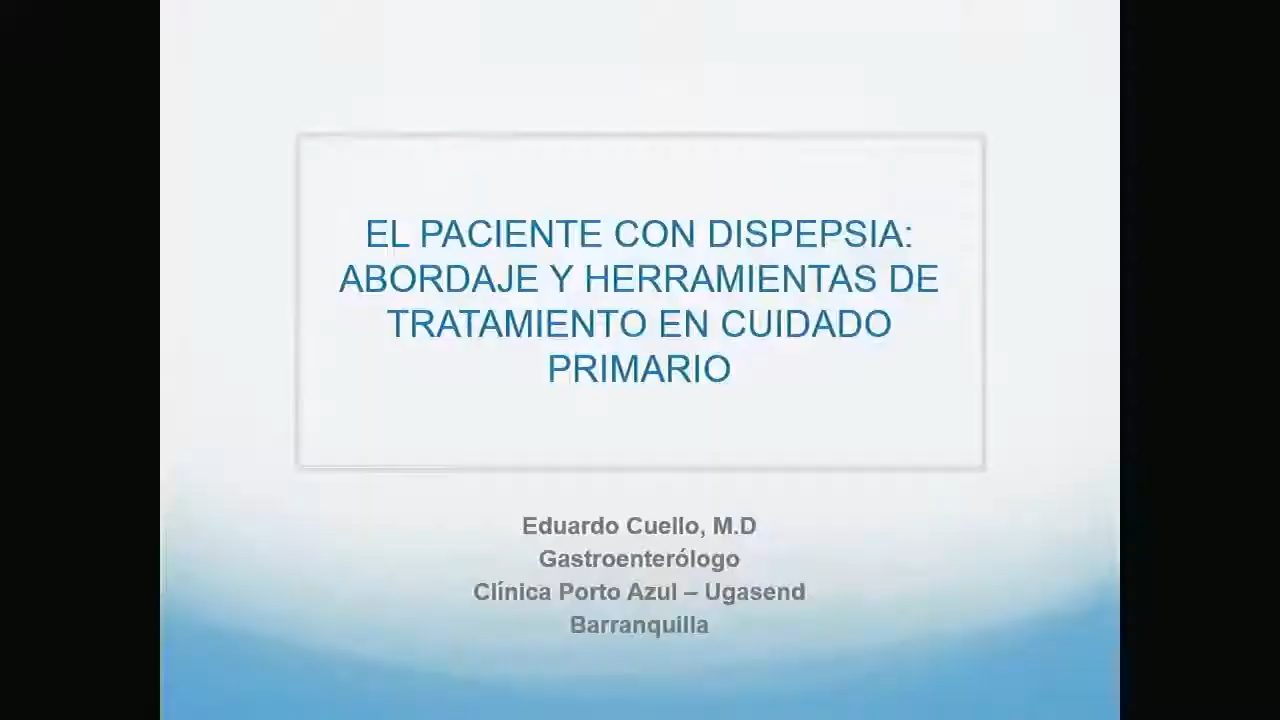 EL PACIENTE CON DISPEPSIA:
ABORDAJE Y HERRAMIENTAS DE
TRATAMIENTO EN CUIDADO
PRIMARIO
Eduardo Cuello, M.D
Gastroenterólogo
Clínica Porto Azul – Ugasend
Barranquilla